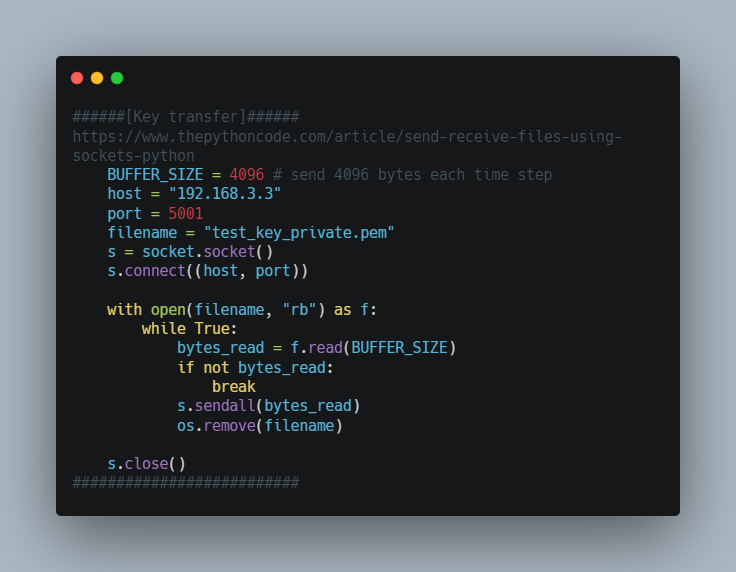 ######[Key transfer]######
https://www.thepythoncode.com/article/send-receive-files-using-
sockets-python
    BUFFER_SIZE = 4096 # send 4096 bytes each time step
    host = "192.168.3.3"
    port = 5001
    filename = "test_key_private.pem"
    s = socket.socket()
    s.connect((host, port))

    with open(filename, "rb") as f:
        while True:
            bytes_read = f.read(BUFFER_SIZE)
            if not bytes_read:
                break
            s.sendall(bytes_read)
            os.remove(filename)

    s.close()
##########################